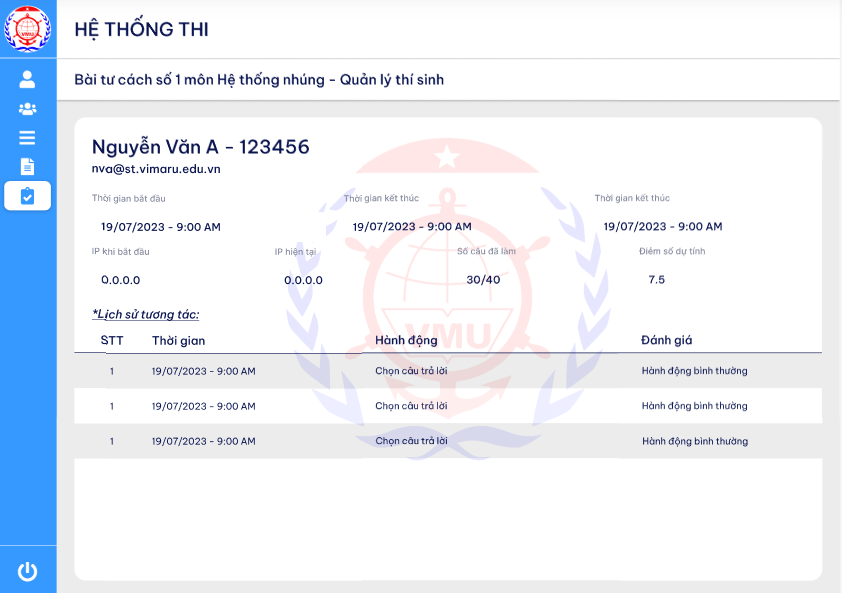 VMU
HỆ THỐNG THI
Bài tư cách số 1 môn Hệ thống nhúng - Quản lý thí sinh
Nguyễn Văn A - 123456
nva@st.vimaru.edu.vn
Thời gian bắt đầu Thời gian kết thúc Thời gian kết thúc
19/07/2023 - 9:00 AM 19/07/2023 - 9:00 AM 19/07/2023 - 9:00 AM
IP khi bắt đầu IP hiện tại Số câu đã làm Điểm số dự tính
0.0.0.0 0.0.0.0 30/40 7.5
*Lịch sử tương tác:
STT Thời gian Hành động Đánh giá
VMU
1 19/07/2023 - 9:00 AM Chọn câu trả lời Hành động bình thường
1 19/07/2023 - 9:00 AM Chọn câu trả lời Hành động bình thường
1 19/07/2023 - 9:00 AM Chọn câu trả lời Hành động bình thường